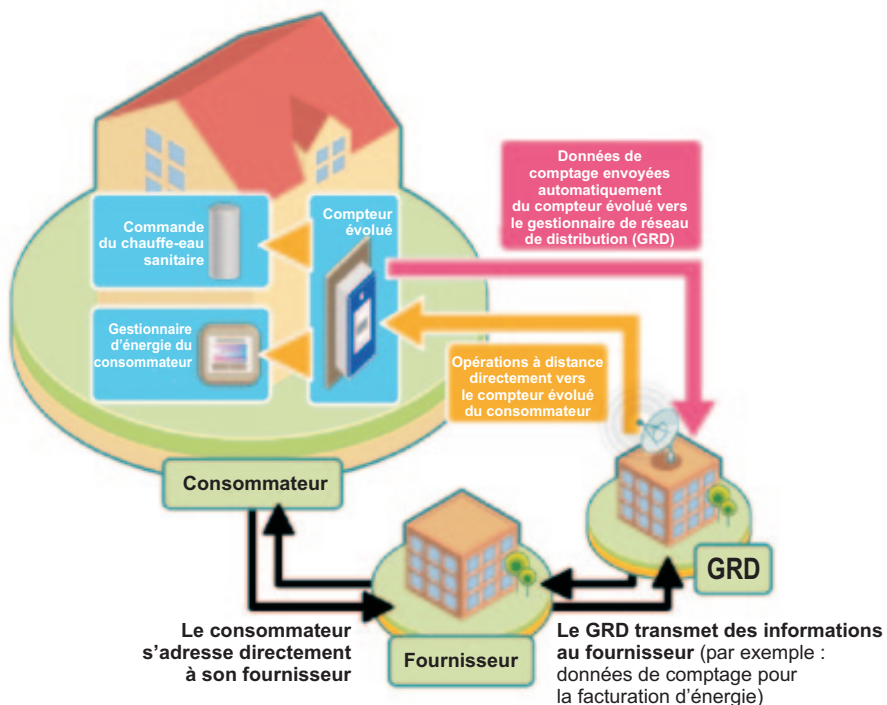 Données de
comptage envoyées
automatiquement
du compteur évolué vers
le gestionnaire de réseau
de distribution (GRD)
Commande
du chauffe-eau
sanitaire
Compteur
évolué
Gestionnaire
d'énergie du
consommateur
Opérations à distance
directement vers
le compteur évolué
du consommateur
Consommateur
GRD
Le consommateur
s'adresse directement
à son fournisseur
Fournisseur
Le GRD transmet des informations
au fournisseur (par exemple :
données de comptage pour
la facturation d'énergie)